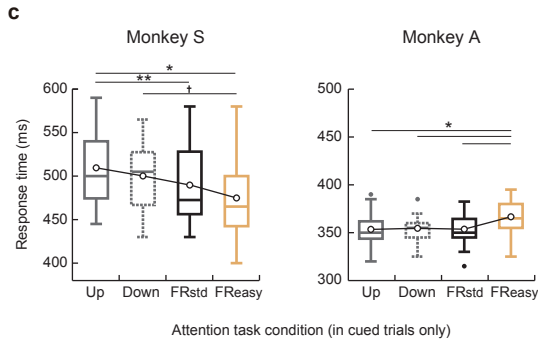 c
Monkey S
Monkey A
Response time (ms)
600
550
500
450
400
*
**
†
Up
Down
FRstd
FReasy
500
450
400
350
300
*
Up
Down
FRstd
FReasy
Attention task condition (in cued trials only)